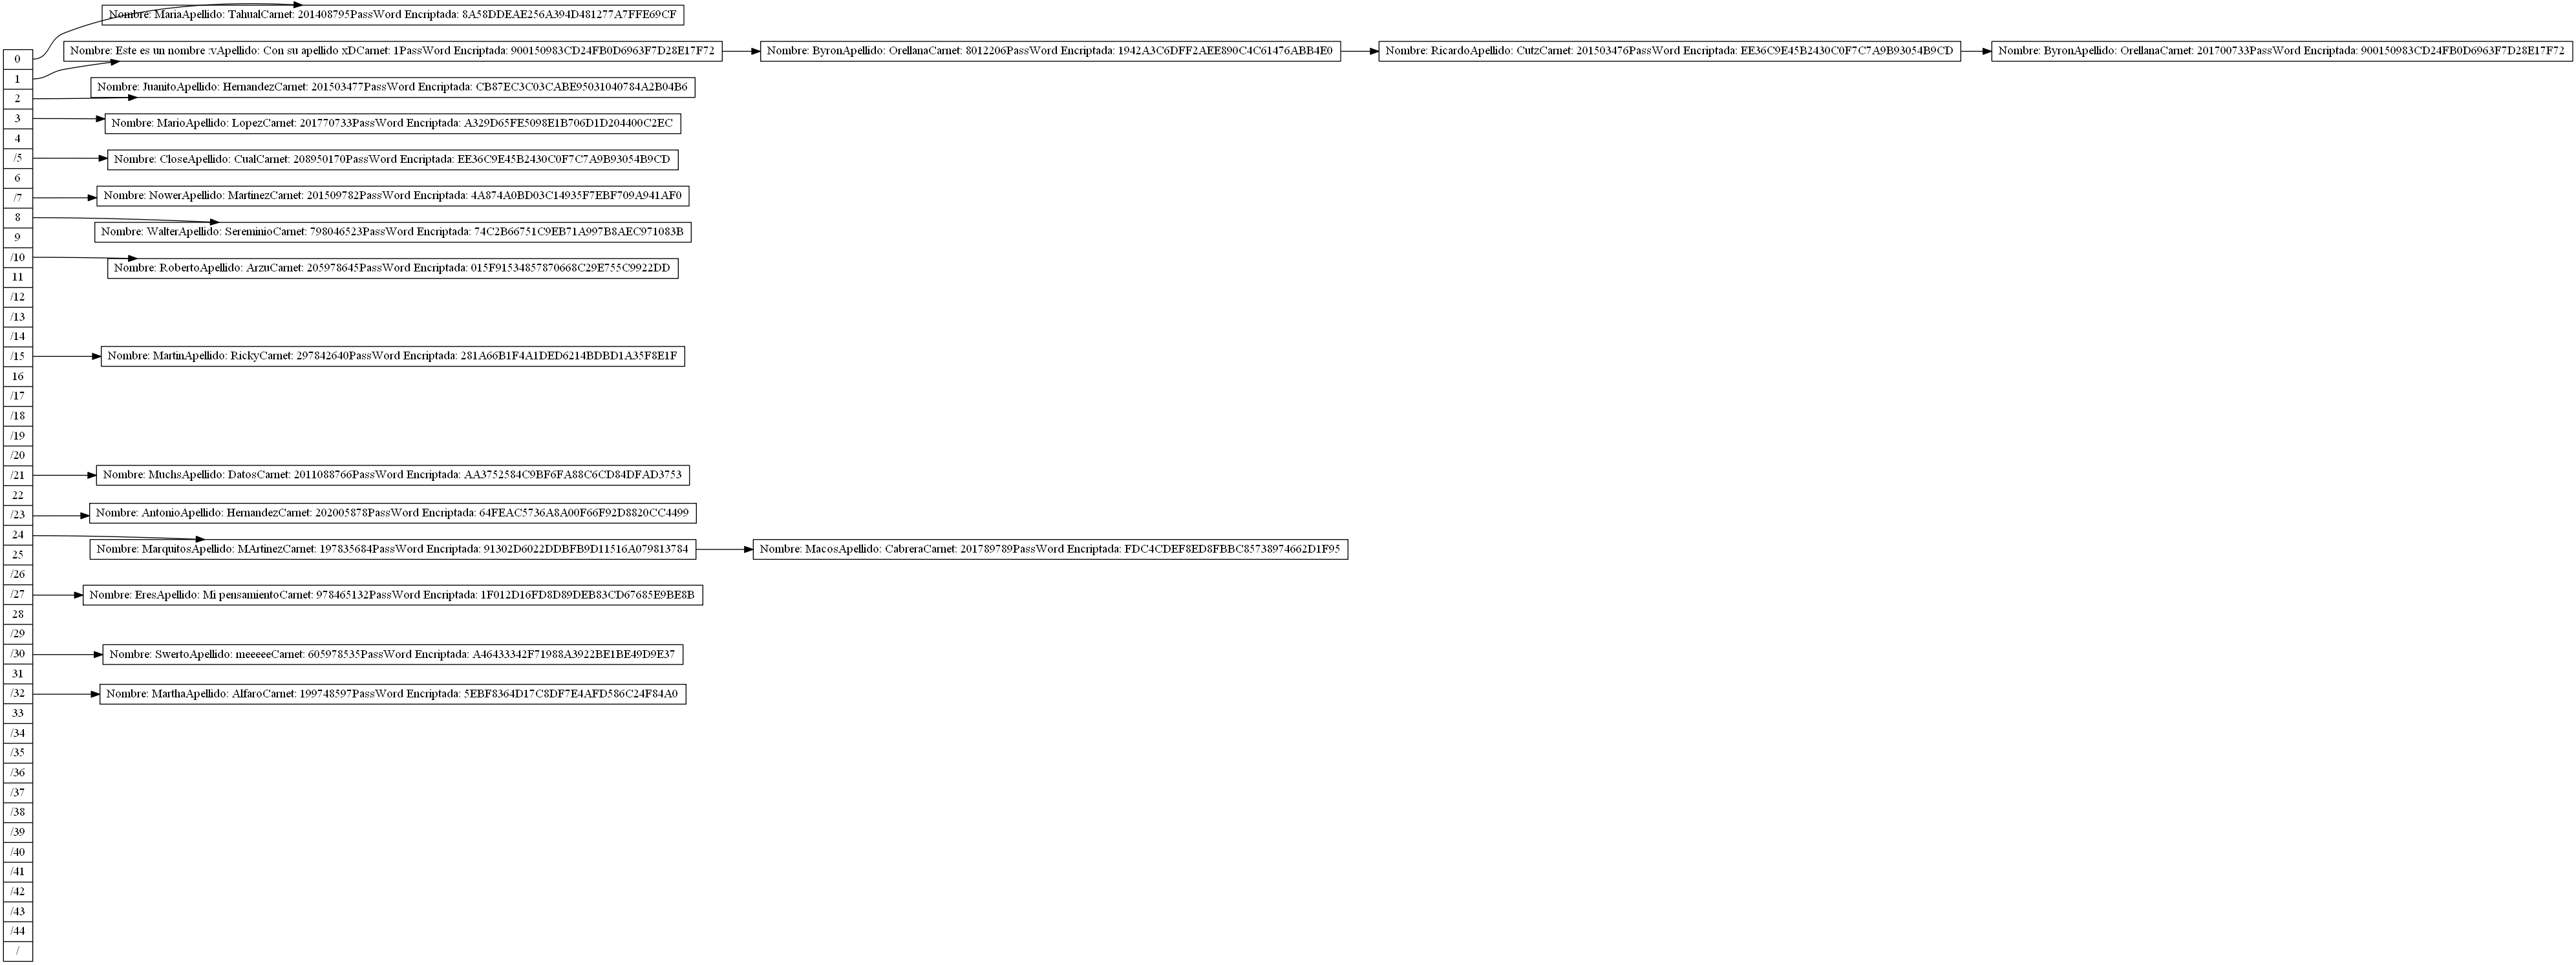 Nombre: MariaApellido: TahualCarnet: 201408795PassWord Encriptada: 8A58DDEAE256A394D481277A7FFE69CF
0
Nombre: Este es un nombre :vApellido: Con su apellido xDCarnet: 1PassWord Encriptada: 900150983CD24FB0D6963F7D28E17F72
Nombre: ByronApellido: OrellanaCarnet: 8012206PassWord Encriptada: 1942A3C6DFF2AEE890C4C61476ABB4E0
Nombre: RicardoApellido: CutzCarnet: 201503476PassWord Encriptada: EE36C9E45B2430C0F7C7A9B93054B9CD
Nombre: ByronApellido: OrellanaCarnet: 201700733PassWord Encriptada: 900150983CD24FB0D6963F7D28E17F72
1
Nombre: JuanitoApellido: HernandezCarnet: 201503477PassWord Encriptada: CB87EC3C03CABE95031040784A2B04B6
2
3
Nombre: MarioApellido: LopezCarnet: 201770733PassWord Encriptada: A329D65FE5098E1B706D1D204400C2EC
4
/5
Nombre: CloseApellido: CualCarnet: 208950170PassWord Encriptada: EE36C9E45B2430C0F7C7A9B93054B9CD
6
/7
Nombre: NowerApellido: MartinezCarnet: 201509782PassWord Encriptada: 4A874A0BD03C14935F7EBF709A941AF0
8
Nombre: WalterApellido: SereminioCarnet: 798046523PassWord Encriptada: 74C2B66751C9EB71A997B8AEC971083B
9
/10
Nombre: RobertoApellido: ArzuCarnet: 205978645PassWord Encriptada: 015F91534857870668C29E755C9922DD
11
/12
/13
/14
/15
Nombre: MartinApellido: RickyCarnet: 297842640PassWord Encriptada: 281A66B1F4A1DED6214BDBD1A35F8E1F
16
/17
/18
/19
/20
/21
Nombre: MuchsApellido: DatosCarnet: 2011088766PassWord Encriptada: AA3752584C9BF6FA88C6CD84DFAD3753
22
/23
Nombre: AntonioApellido: HernandezCarnet: 202005878PassWord Encriptada: 64FEAC5736A8A00F66F92D8820CC4499
24
Nombre: MarquitosApellido: MArtinezCarnet: 197835684PassWord Encriptada: 91302D6022DDBFB9D11516A079813784
Nombre: MacosApellido: CabreraCarnet: 201789789PassWord Encriptada: FDC4CDEF8ED8FBBC85738974662D1F95
25
/26
/27
Nombre: EresApellido: Mi pensamientoCarnet: 978465132PassWord Encriptada: 1F012D16FD8D89DEB83CD67685E9BE8B
28
/29
/30
Nombre: SwertoApellido: meeeeeCarnet: 605978535PassWord Encriptada: A46433342F71988A3922BE1BE49D9E37
31
/32
Nombre: MarthaApellido: AlfaroCarnet: 199748597PassWord Encriptada: 5EBF8364D17C8DF7E4AFD586C24F84A0
33
/34
/35
/36
/37
/38
/39
/40
/41
/42
/43
/44
/